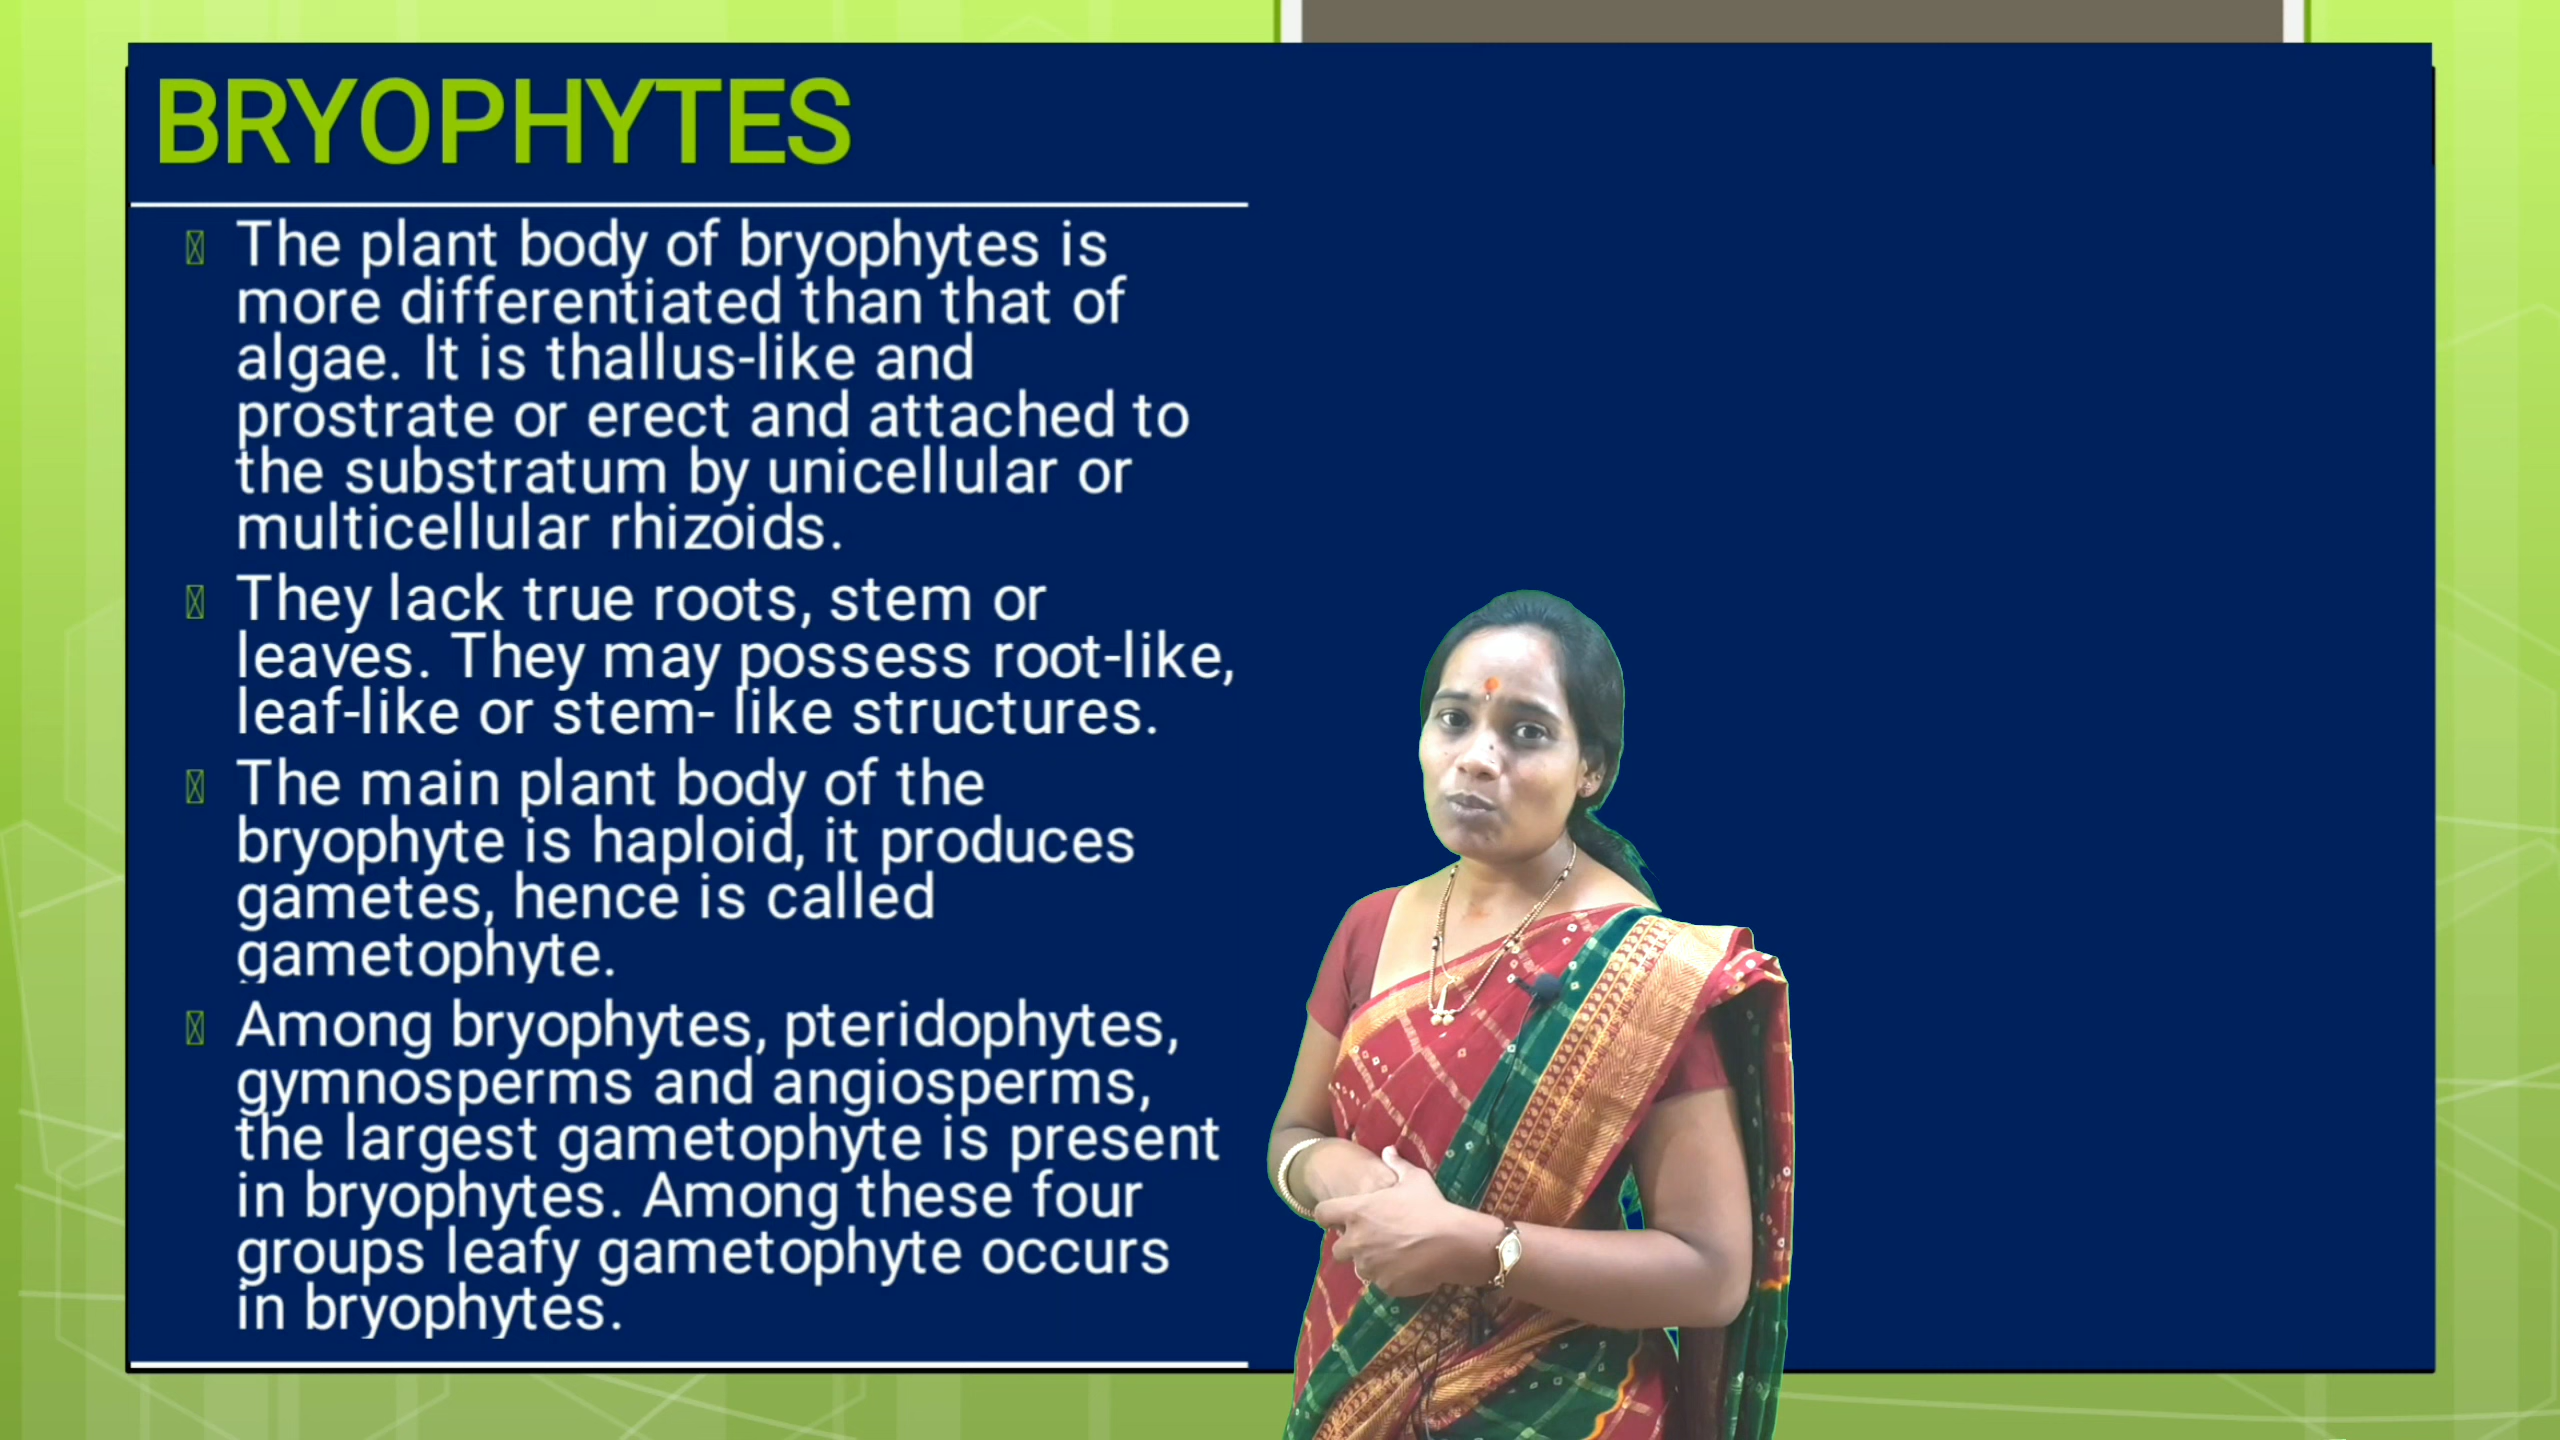 BRYOPHYTES
The plant body of bryophytes is
more differentiated than that of
algae. It is thallus-like and
prostrate or erect and attached to
the substratum by unicellular or
multicellular rhizoids.
They lack true roots, stem or
leaves. They may possess root-like,
leaf-like or stem- like structures.
The main plant body of the
bryophyte is haploid, it produces
gametes, hence is called
gametophyte.
Among bryophytes, pteridophytes,
gymnosperms and angiosperms,
the largest gametophyte is present
in bryophytes. Among these four
groups leafy gametophyte occurs
in bryophytes.